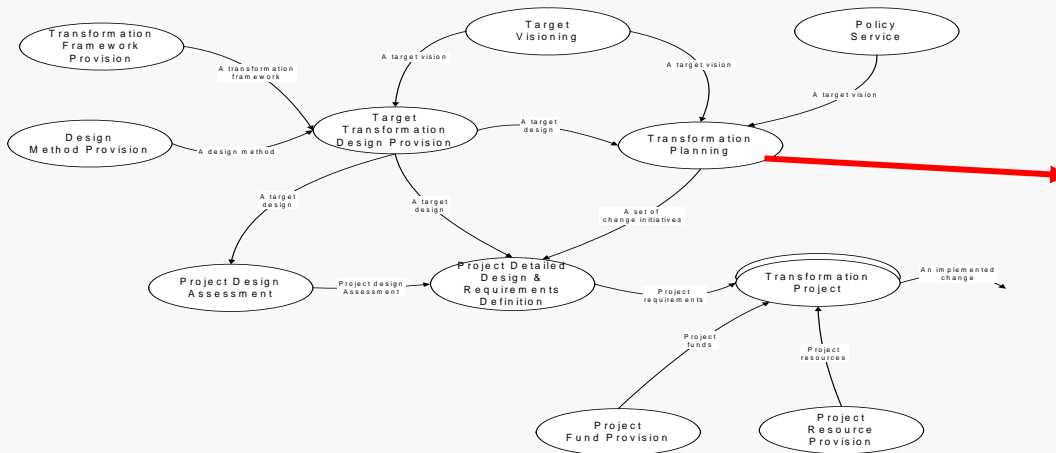 Transformation
Framework
Provision
Target
Visioning
Policy
Service
A target vision
A target vision
A transformation
framework
A target vision
Target
Transformation
Design Provision
A target
design
Design
Method Provision
A design method
Transformation
Planning
A target
design
A target
design
A set of
change initiatives
Project Design
Assessment
Project design
Assessment
Project Detailed
Design &
Requirements
Definition
Project
requirements
Transformation
Project
An implemented
change
Project
funds
Project
resources
Project
Fund Provision
Project
Resource
Provision